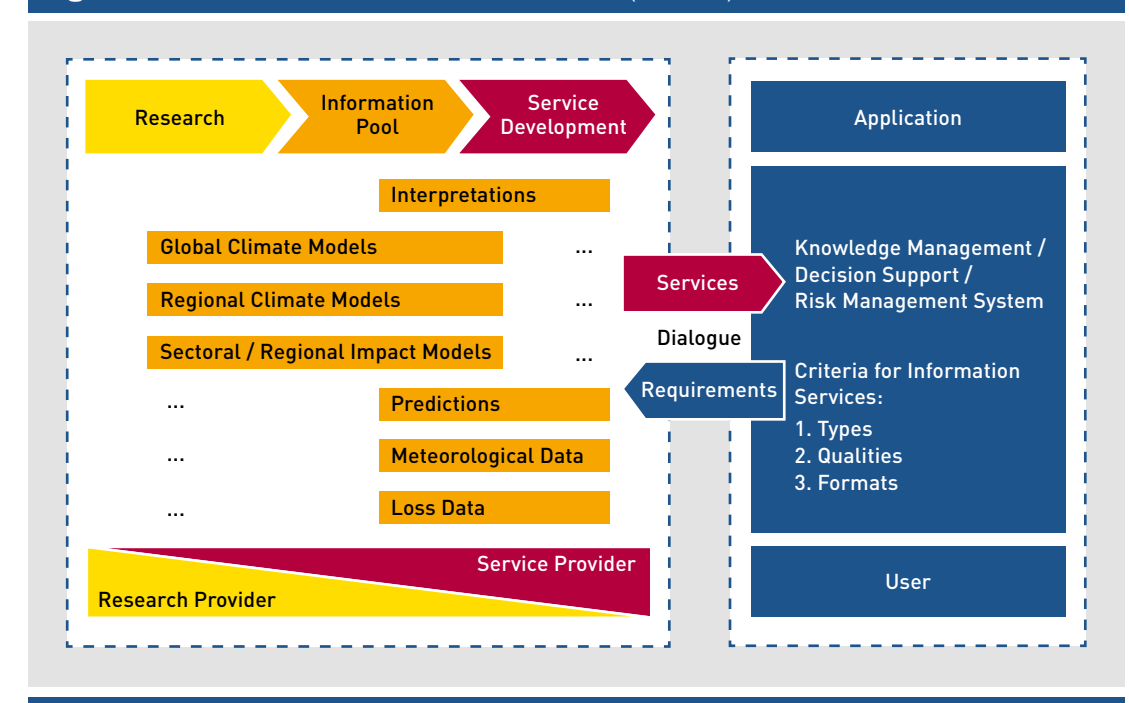 Research
Information
Pool
Service
Development
Application
Interpretations
Global Climate Models
...
Regional Climate Models
...
Sectoral / Regional Impact Models
...
...
Predictions
...
Meteorological Data
...
Loss Data
Services
Dialogue
Requirements
Knowledge Management /
Decision Support /
Risk Management System
Criteria for Information
Services:
1. Types
2. Qualities
3. Formats
Service Provider
Research Provider
User